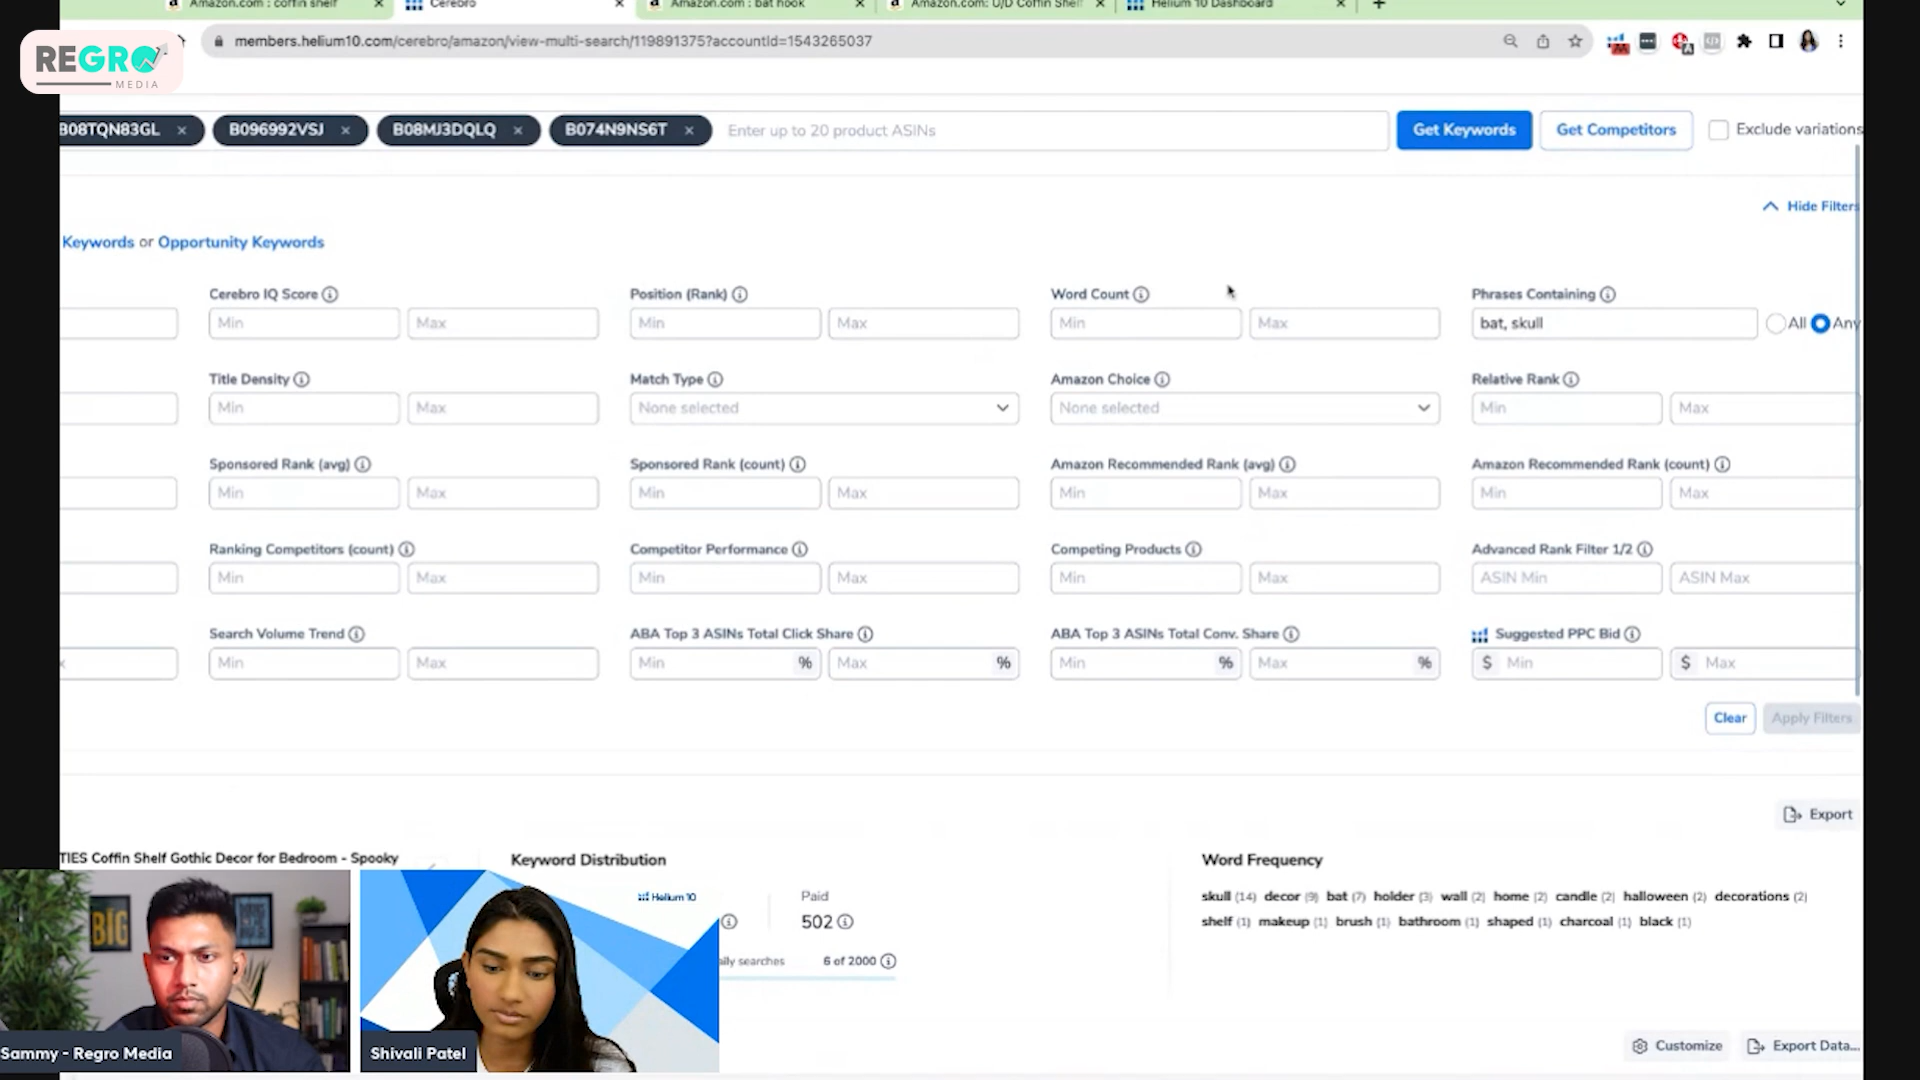 Amazon.com : coffin shelf
Cerebro
Amazon.com : bat hook
Amazon.com: U/D Coffin Shelf
Helium 10 Dashboard
REGRO
MEDIA
members.helium10.com/cerebro/amazon/view-multi-search/119891375?accountId=1543265037
B08TQN83GL × B096992VSJ × B08MJ3DQLQ × B074N9NS6T × Enter up to 20 product ASINs Get Keywords Get Competitors Exclude variations
Hide Filters
Keywords or Opportunity Keywords
Cerebro IQ Score Position (Rank) Word Count Phrases Containing
Min Max Min Max Min Max bat, skull All Any
Title Density Match Type Amazon Choice Relative Rank
Min Max None selected None selected Min Max
Sponsored Rank (avg) Sponsored Rank (count) Amazon Recommended Rank (avg) Amazon Recommended Rank (count)
Min Max Min Max Min Max Min Max
Ranking Competitors (count) Competitor Performance Competing Products Advanced Rank Filter 1/2
Min Max Min Max Min Max ASIN Min ASIN Max
Search Volume Trend ABA Top 3 ASINs Total Click Share ABA Top 3 ASINs Total Conv. Share Suggested PPC Bid
Min Max Min % Max % Min % Max % $ Min $ Max
Clear Apply Filters
Export
TIES Coffin Shelf Gothic Decor for Bedroom - Spooky Keyword Distribution Word Frequency
Paid
502
skull (14) decor (9) bat (7) holder (3) wall (2) home (2) candle (2) halloween (2) decorations (2)
shelf (1) makeup (1) brush (1) bathroom (1) shaped (1) charcoal (1) black (1)
searches 6 of 2000
BIG
Helium 10
Sammy - Regro Media
Shivali Patel
Customize Export Data...